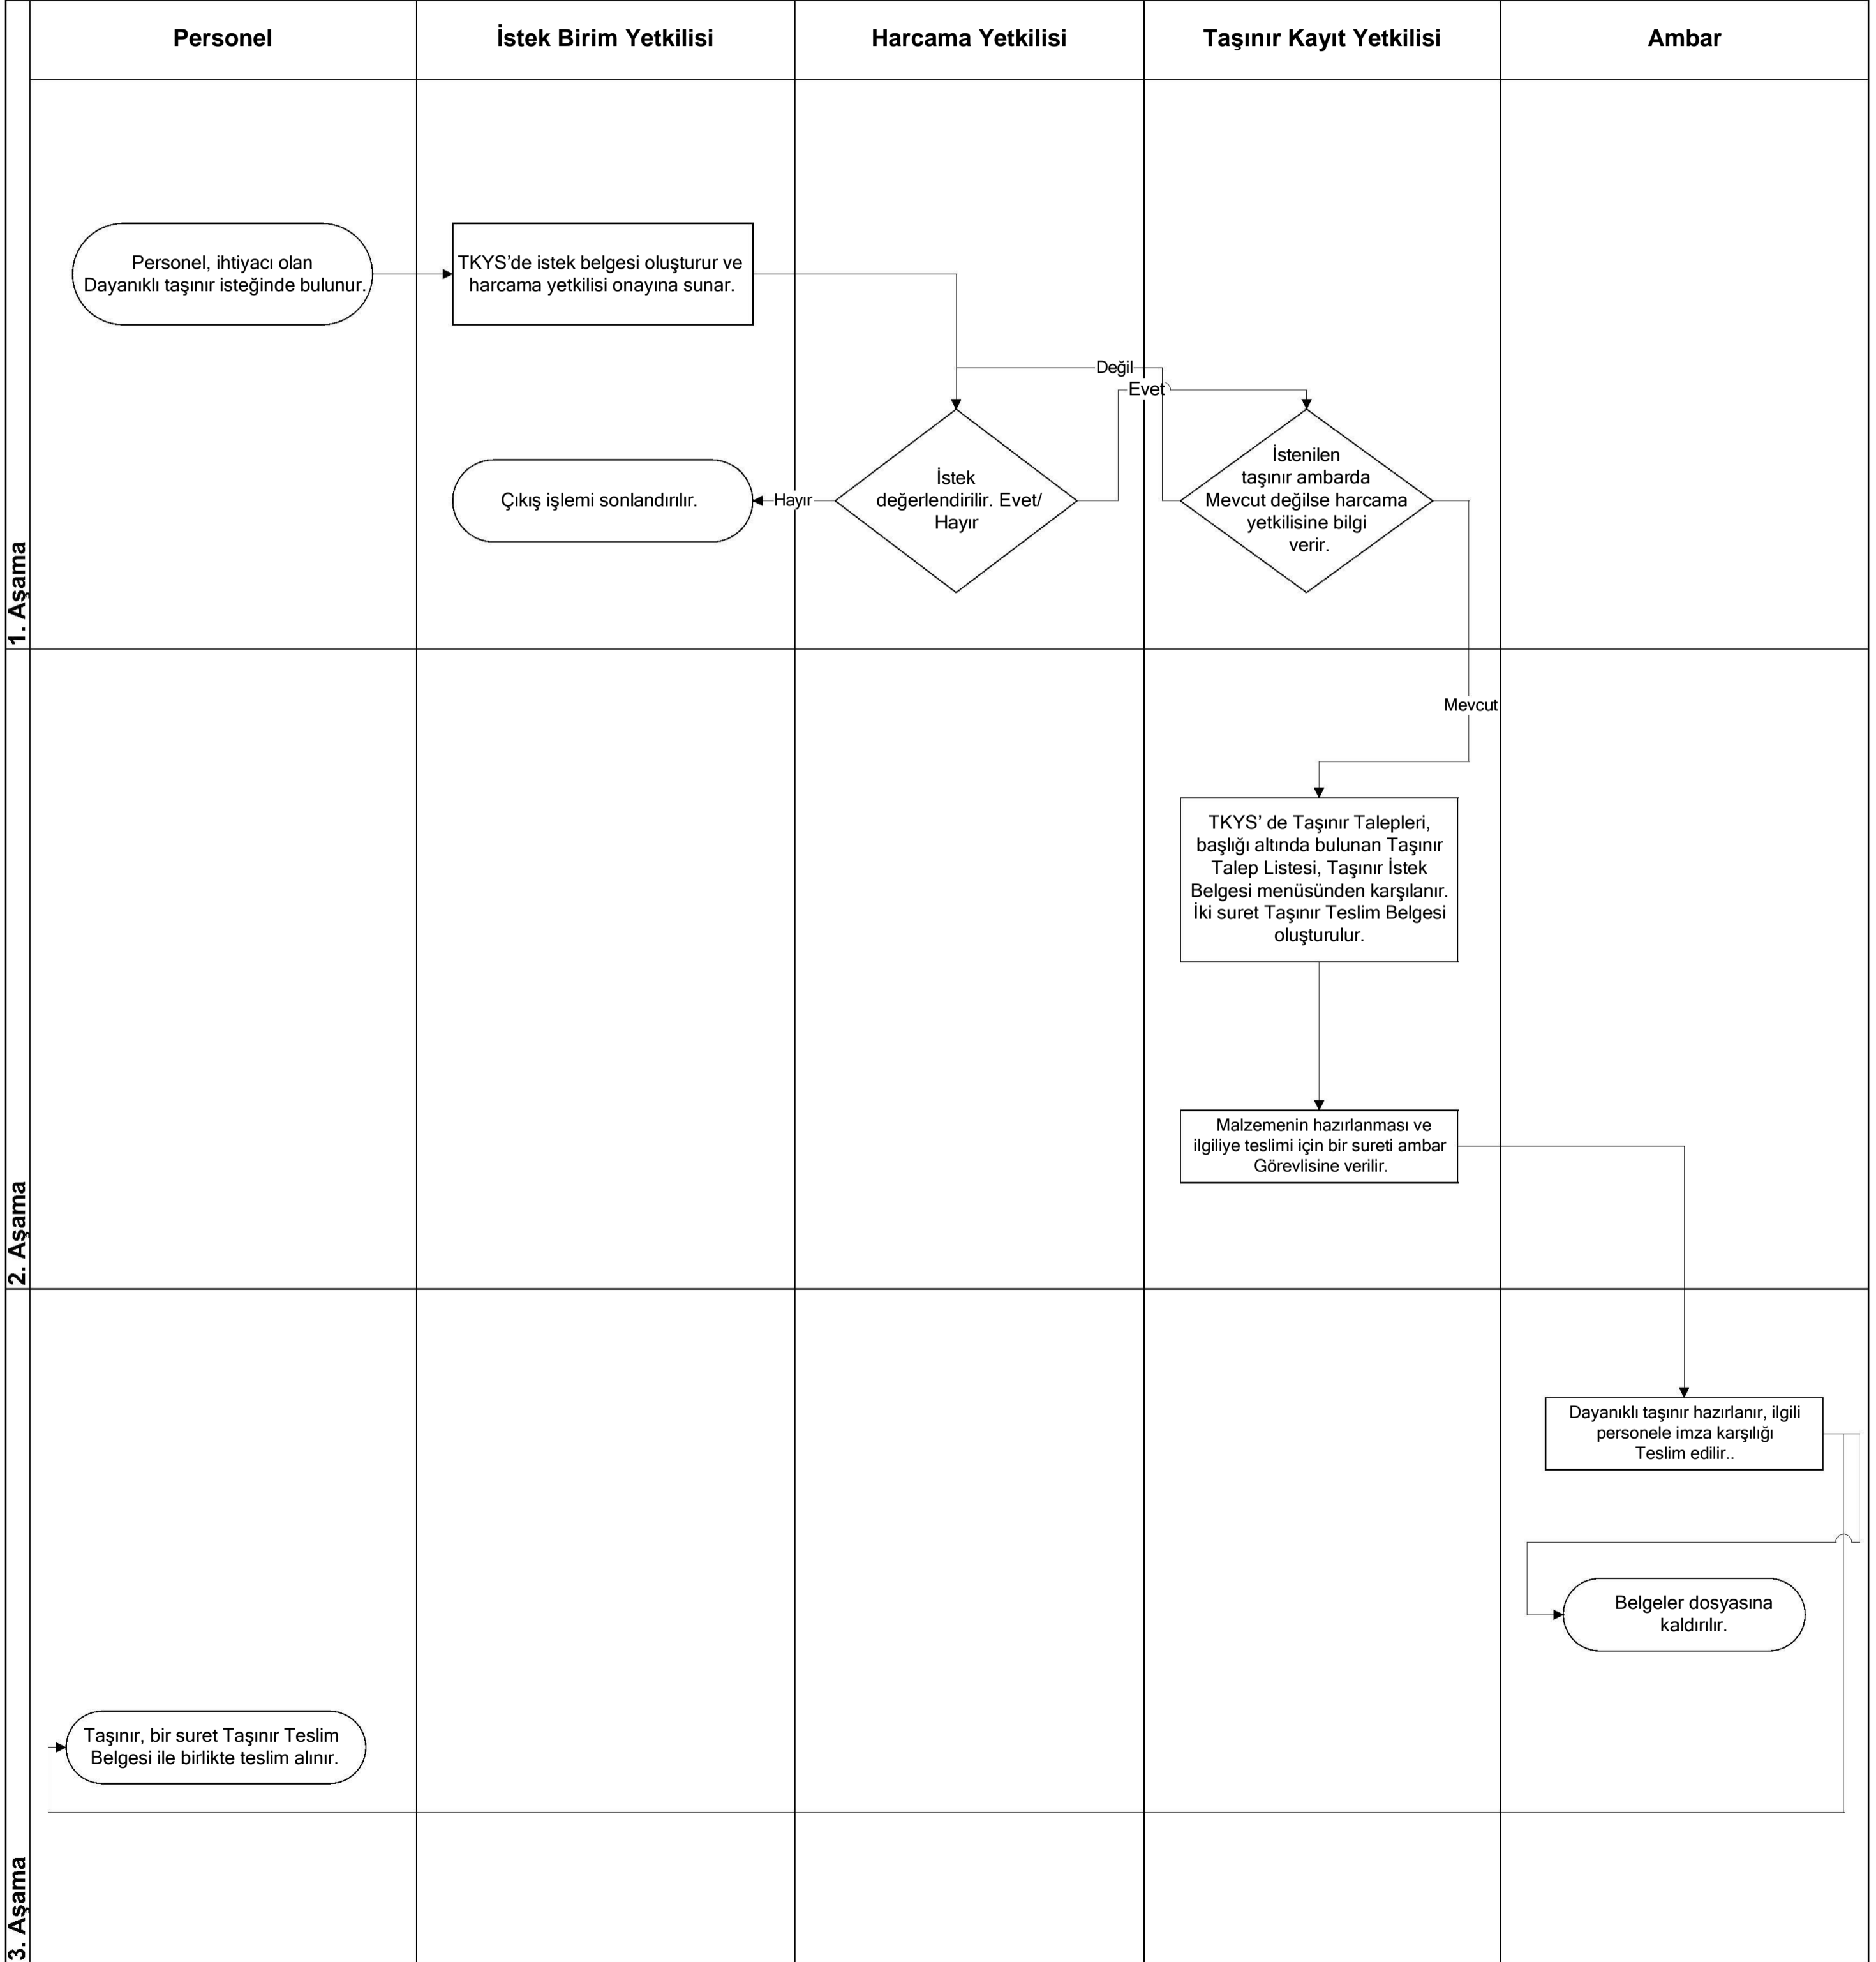 Personel
İstek Birim Yetkilisi
Harcama Yetkilisi
Taşınır Kayıt Yetkilisi
Ambar
1. Aşama
Personel, ihtiyacı olan
Dayanıklı taşınır isteğinde bulunur.
TKYS’de istek belgesi oluşturur ve
harcama yetkilisi onayına sunar.
Değil
Evet
Çıkış işlemi sonlandırılır.
Hayır
İstek
değerlendirilir. Evet/
Hayır
İstenilen
taşınır ambarda
Mevcut değilse harcama
yetkilisine bilgi
verir.
2. Aşama
Mevcut
TKYS’ de Taşınır Talepleri,
başlığı altında bulunan Taşınır
Talep Listesi, Taşınır İstek
Belgesi menüsünden karşılanır.
İki suret Taşınır Teslim Belgesi
oluşturulur.
Malzemenin hazırlanması ve
ilgiliye teslimi için bir sureti ambar
Görevlisine verilir.
3. Aşama
Dayanıklı taşınır hazırlanır, ilgili
personele imza karşılığı
Teslim edilir..
Belgeler dosyasına
kaldırılır.
Taşınır, bir suret Taşınır Teslim
Belgesi ile birlikte teslim alınır.